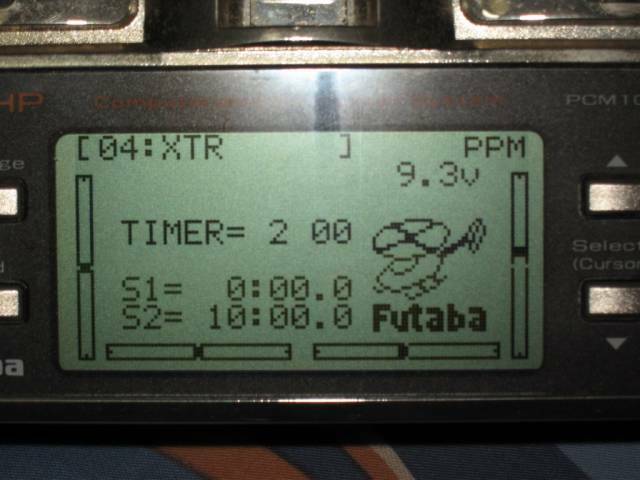 HP
PCM10
ge
[04:XTR ] PPM
9.3v
TIMER= 2 00
Select
(Cursor
S1= 0:00.0
S2= 10:00.0
Futaba
ba